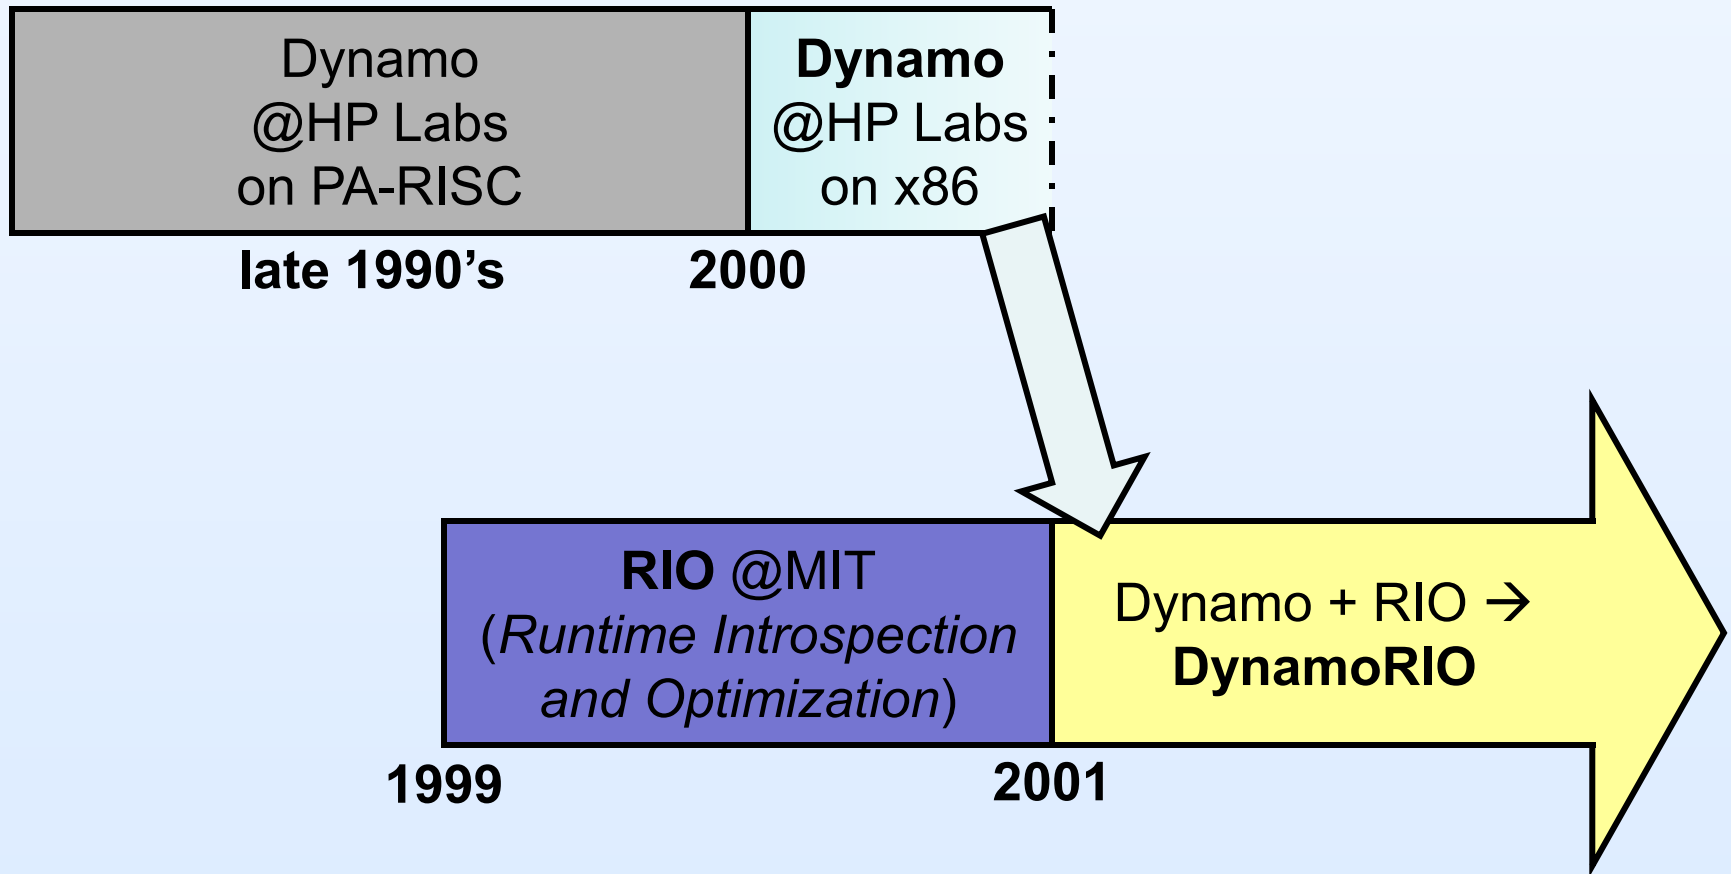 Dynamo
@HP Labs
on PA-RISC
Dynamo
@HP Labs
on x86
late 1990’s
2000
RIO @MIT
(Runtime Introspection
and Optimization)
Dynamo + RIO →
DynamoRIO
1999
2001